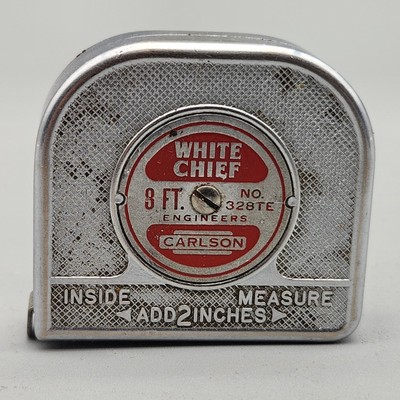 WHITE
CHIEF
8 FT. NO.
328TE
ENGINEERS
CARLSON
INSIDE MEASURE
ADD 2 INCHES